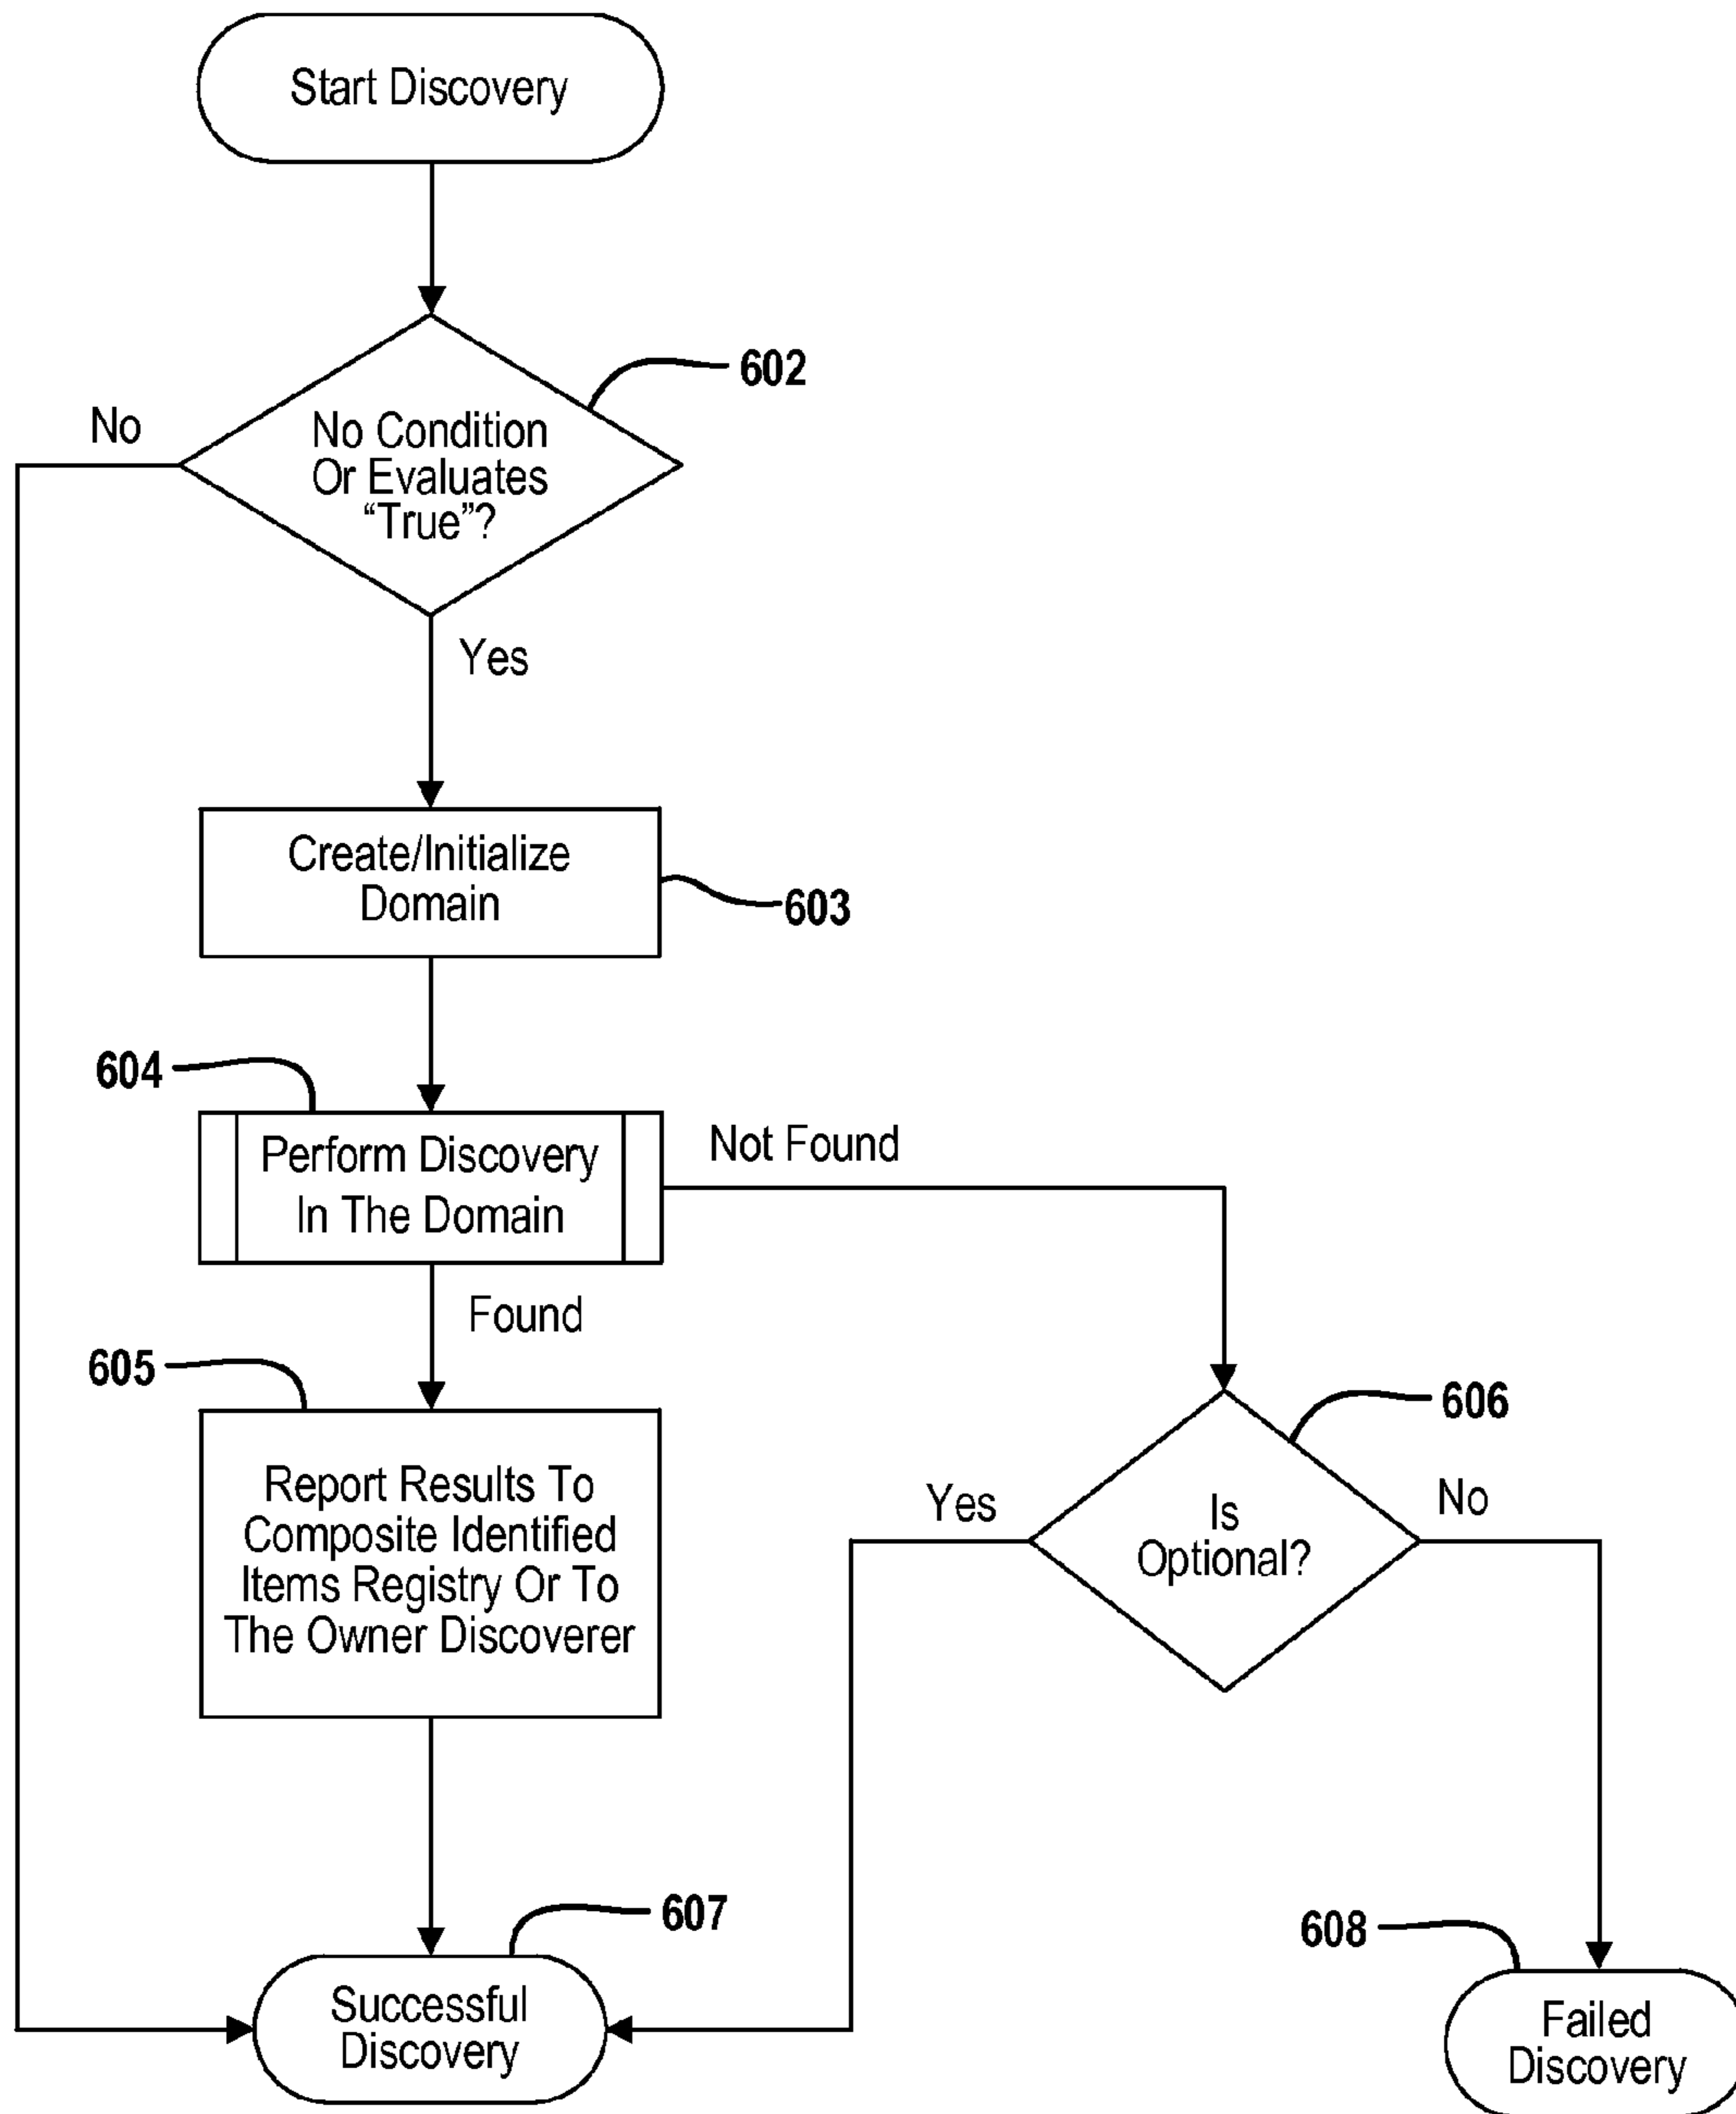 Start Discovery
602
No
No Condition
Or Evaluates
“True”?
Yes
Create/Initialize
Domain
603
604
Perform Discovery
In The Domain
Not Found
Found
605
Report Results To
Composite Identified
Items Registry Or To
The Owner Discoverer
606
Yes
Is
Optional?
No
607
Successful
Discovery
608
Failed
Discovery